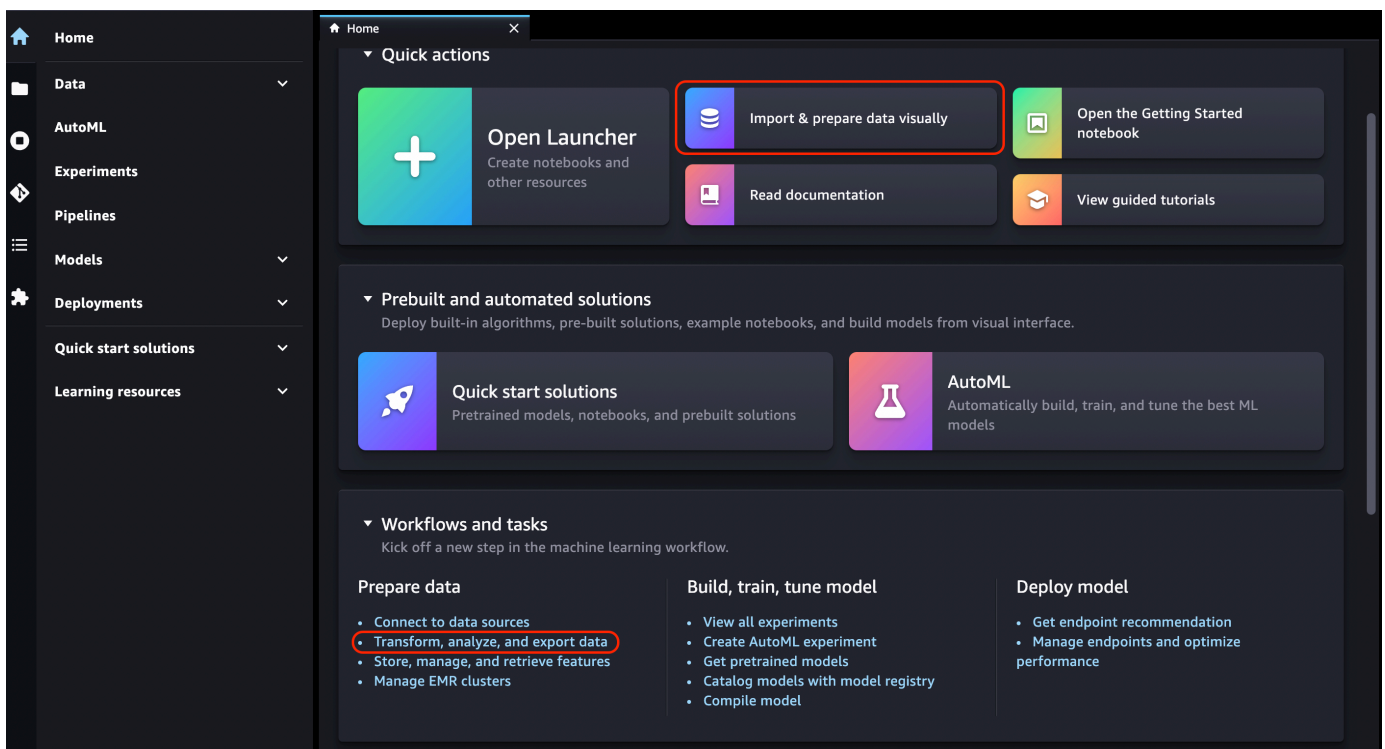 Home
Data
AutoML
Experiments
Pipelines
Models
Deployments
Quick start solutions
Learning resources
Home
Quick actions
Open Launcher
Create notebooks and
other resources
Import & prepare data visually
Read documentation
Open the Getting Started
notebook
View guided tutorials
Prebuilt and automated solutions
Deploy built-in algorithms, pre-built solutions, example notebooks, and build models from visual interface.
Quick start solutions
Pretrained models, notebooks, and prebuilt solutions
AutoML
Automatically build, train, and tune the best ML
models
Workflows and tasks
Kick off a new step in the machine learning workflow.
Prepare data
• Connect to data sources
• Transform, analyze, and export data
• Store, manage, and retrieve features
• Manage EMR clusters
Build, train, tune model
• View all experiments
• Create AutoML experiment
• Get pretrained models
• Catalog models with model registry
• Compile model
Deploy model
• Get endpoint recommendation
• Manage endpoints and optimize
performance